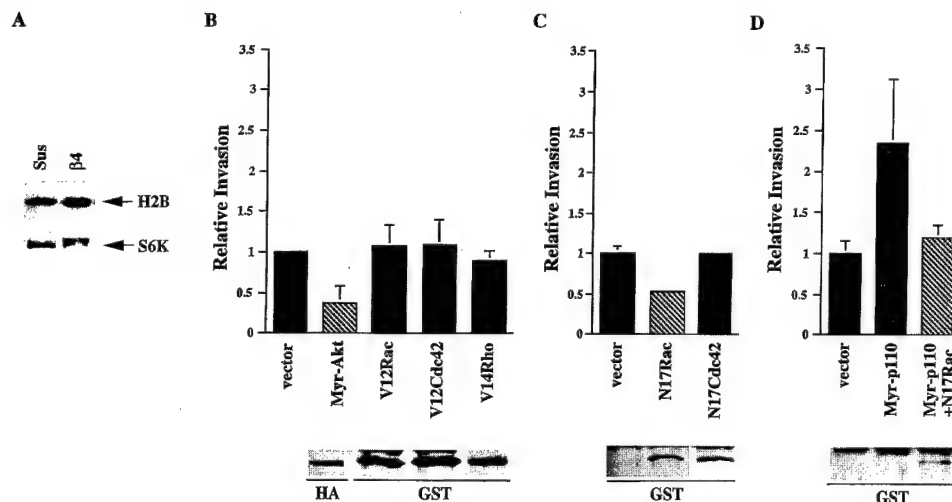 A
Sus
β4
H2B
S6K
B
Relative Invasion
3.5
3
2.5
2
1.5
1
0.5
0
vector
Myr-Akt
V12Rac
V12Cdc42
V14Rho
HA
GST
C
Relative Invasion
3.5
3
2.5
2
1.5
1
0.5
0
vector
N17Rac
N17Cdc42
GST
D
Relative Invasion
3.5
3
2.5
2
1.5
1
0.5
0
vector
Myr-p110
Myr-p110
+N17Rac
GST